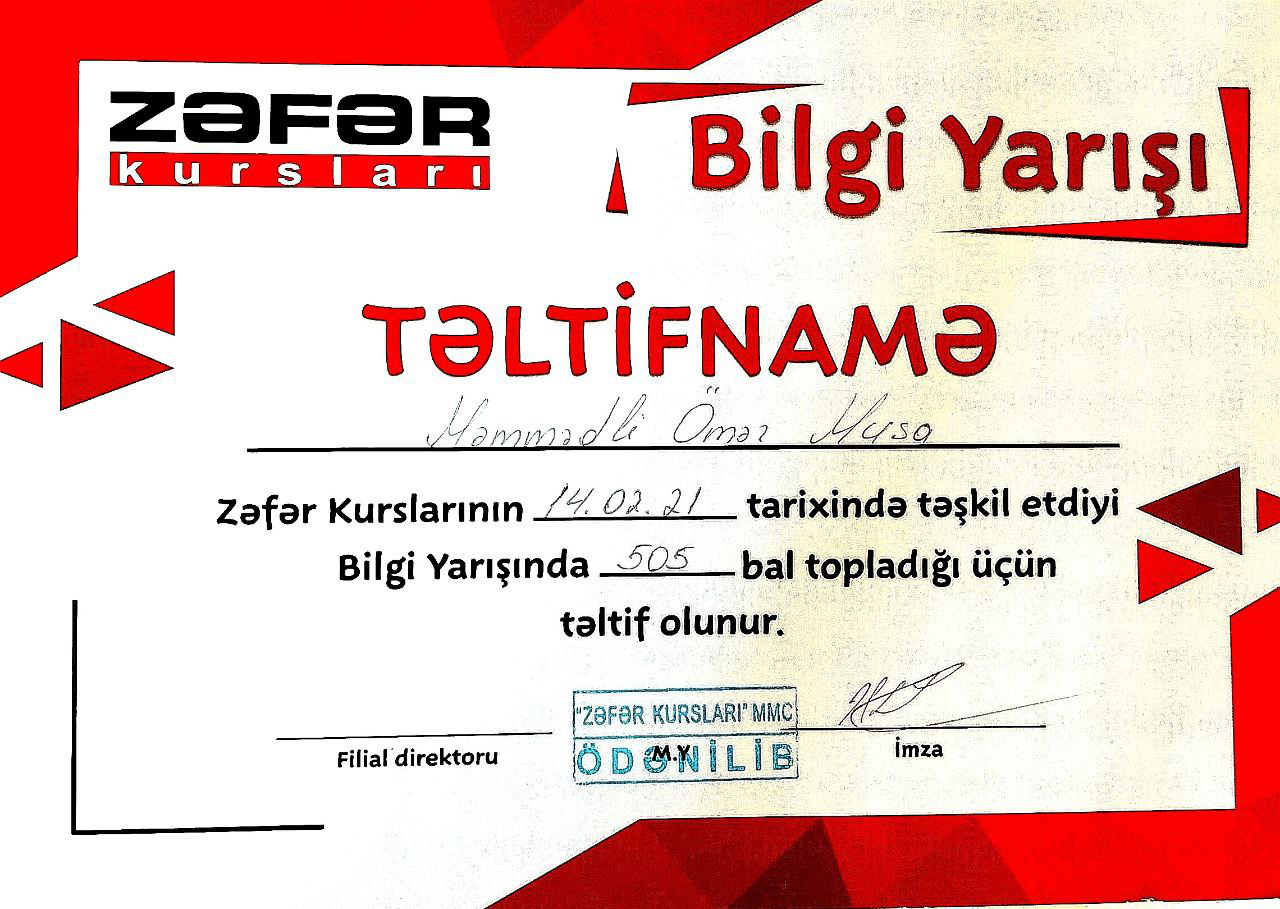 ZƏFƏR
kursları
Bilgi Yarışı
TƏLTİFNAMƏ
Məmmədli Ömər Musa
Zəfər Kurslarının 14.02.21 tarixində təşkil etdiyi
Bilgi Yarışında 505 bal topladığı üçün
təltif olunur.
"ZƏFƏR KURSLARI" MMC
ÖDƏNİLİB
Filial direktoru
M.Y.
İmza